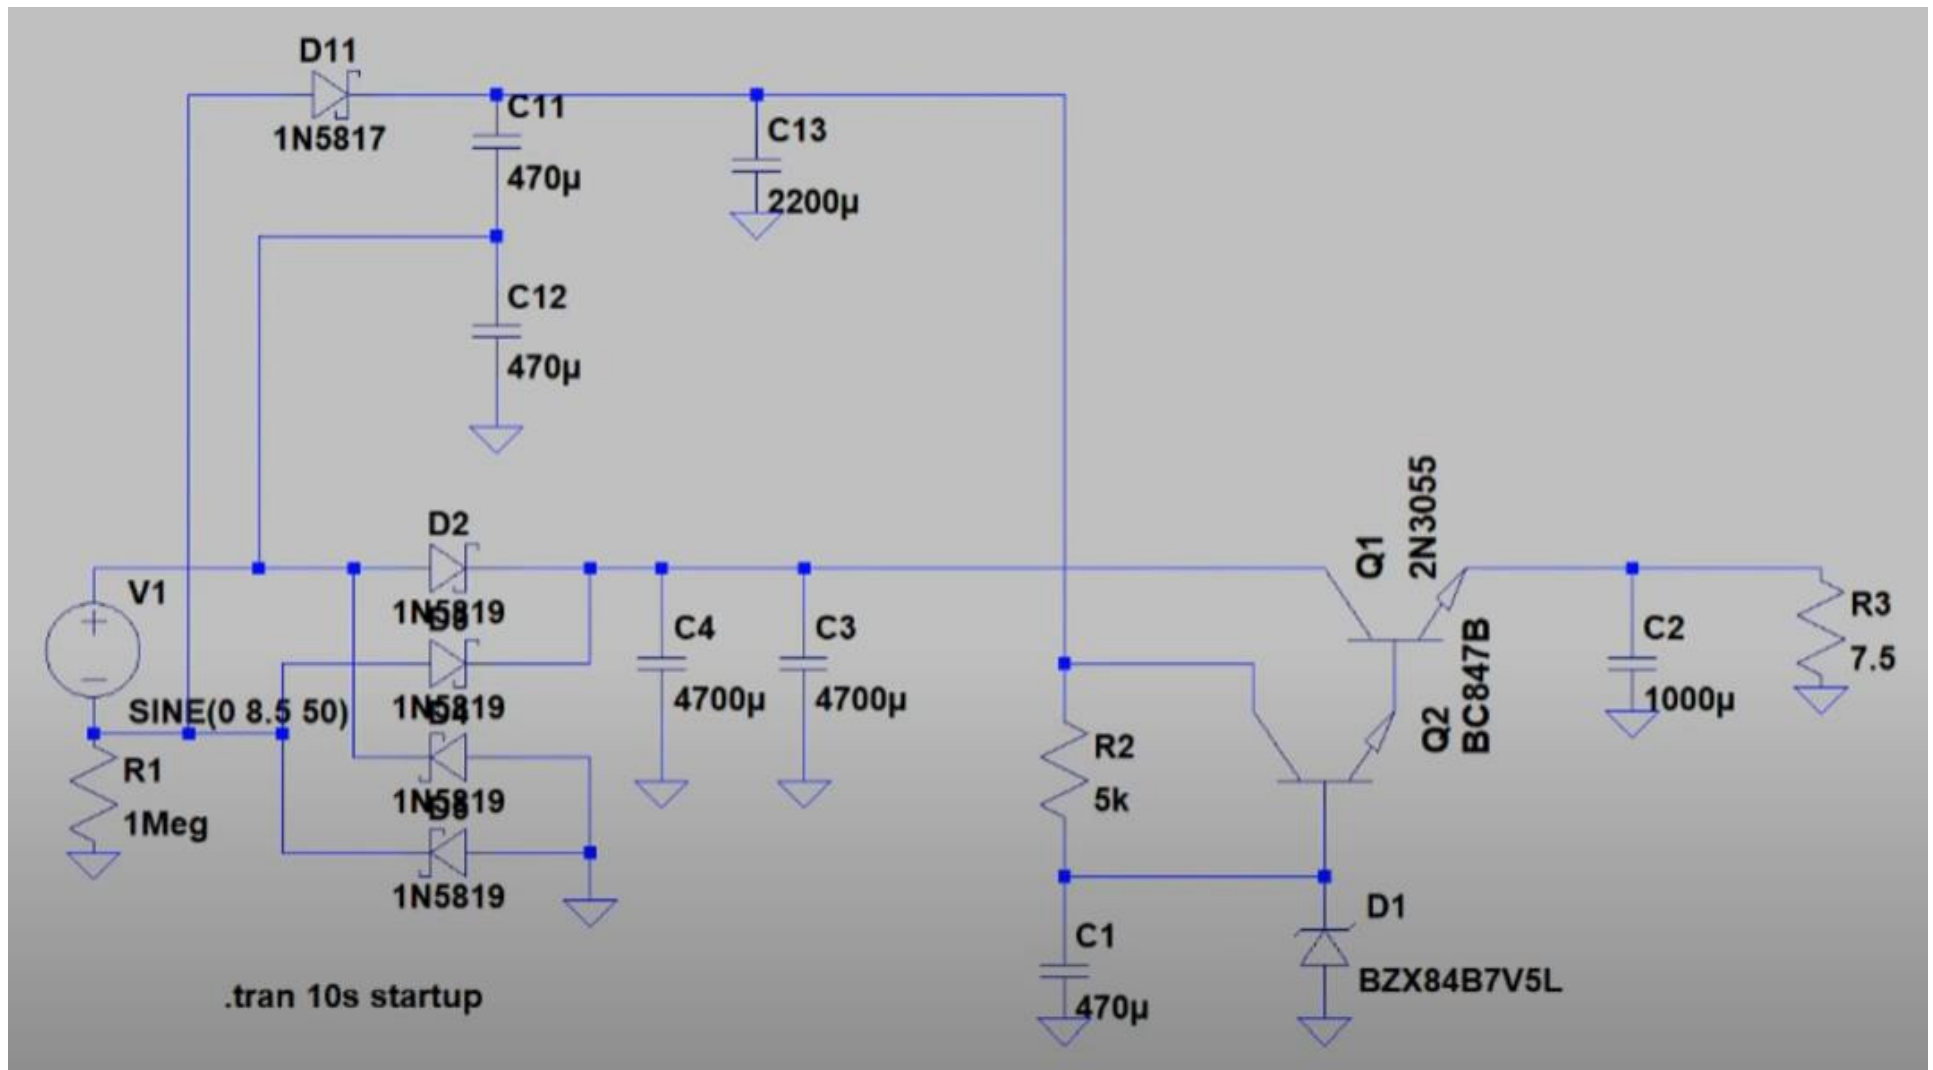 D11
1N5817
C11
470µ
C13
2200µ
C12
470µ
D2
1N5819
V1
SINE(0 8.5 50)
1N5819
1N5819
1N5819
R1
1Meg
C4
4700µ
C3
4700µ
Q1
2N3055
Q2
BC847B
C2
1000µ
R3
7.5
R2
5k
C1
470µ
D1
BZX84B7V5L
.tran 10s startup